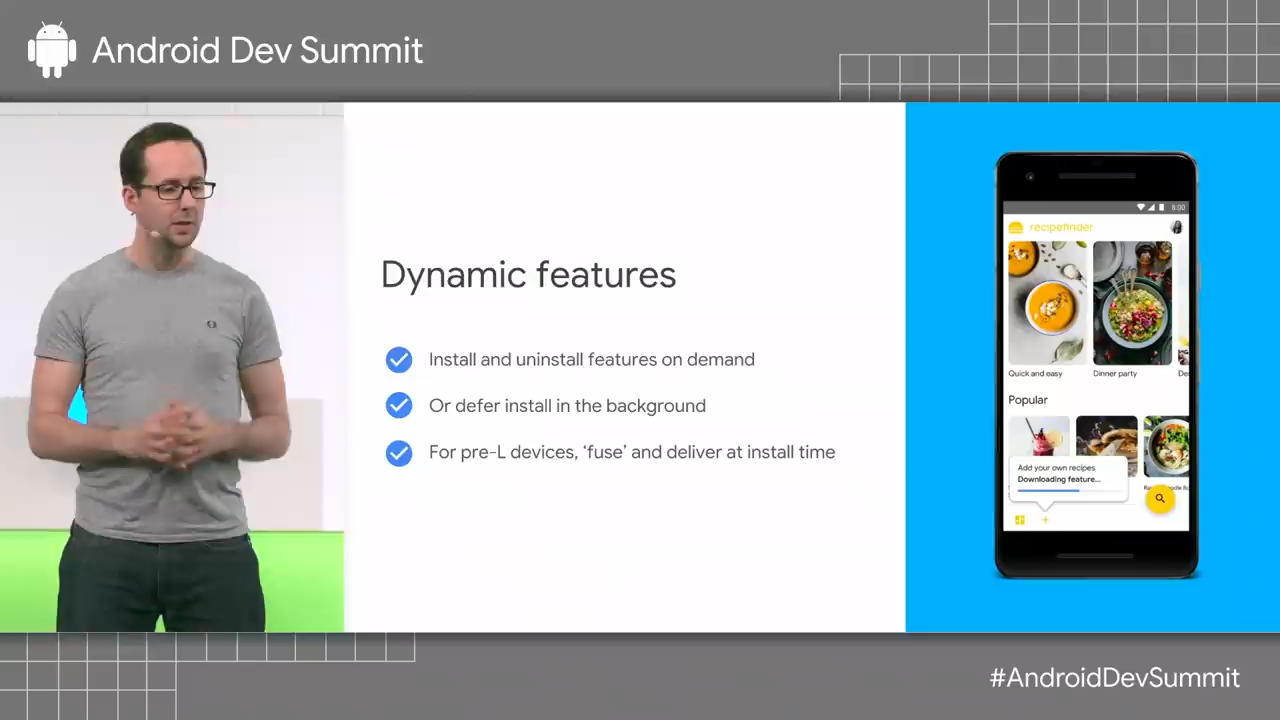 Android Dev Summit
Dynamic features
Install and uninstall features on demand
Or defer install in the background
For pre-L devices, ‘fuse’ and deliver at install time
8:00
recipefinder
Quick and easy
Dinner party
Popular
Add your own recipes
Downloading feature...
#AndroidDevSummit